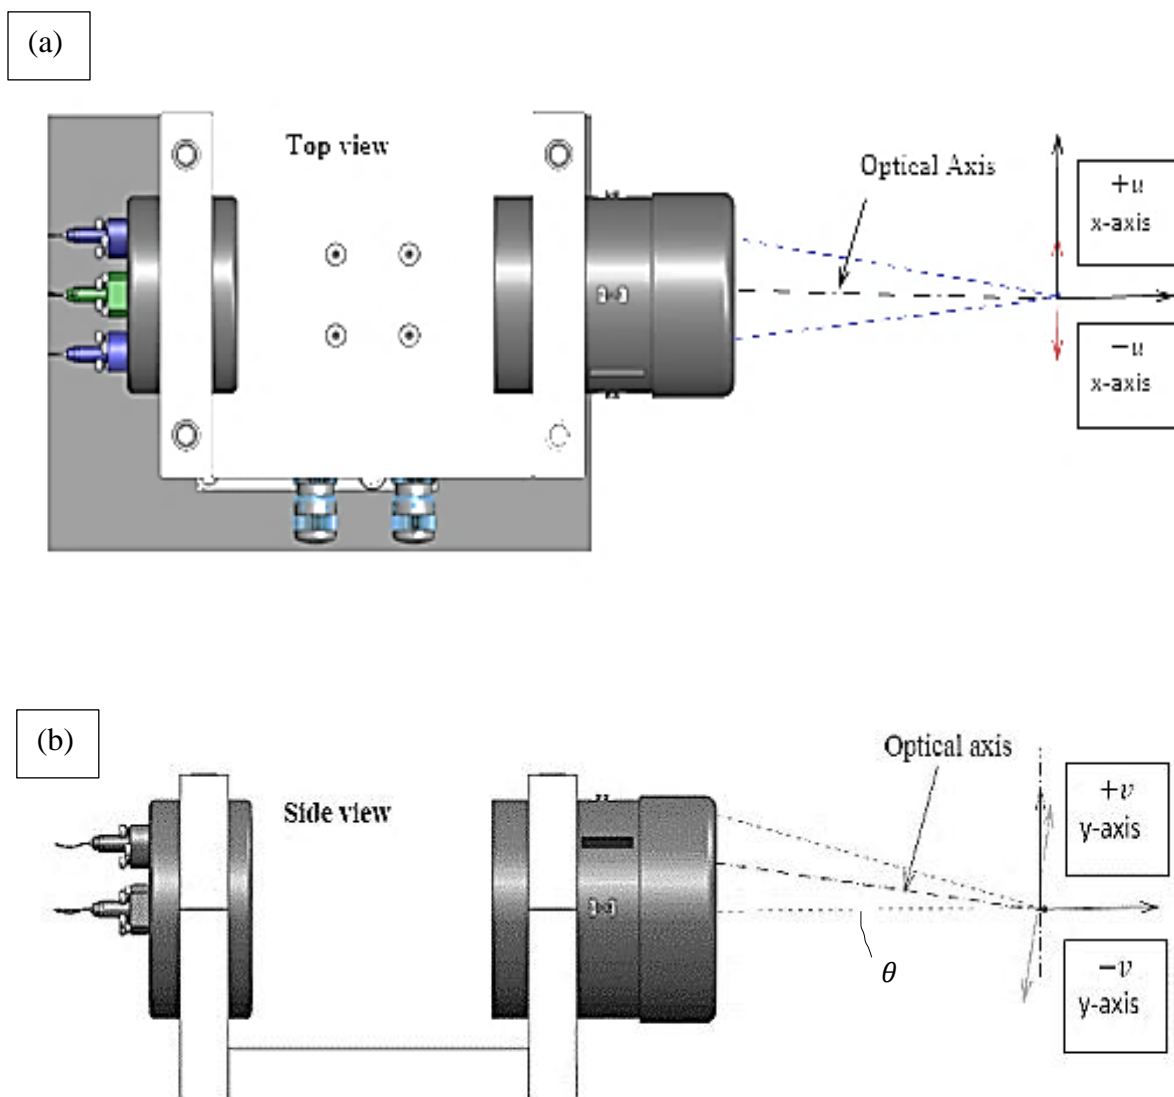 (a)
Top view
Optical Axis
+u
x-axis
−u
x-axis
(b)
Side view
Optical axis
+v
y-axis
θ
−v
y-axis